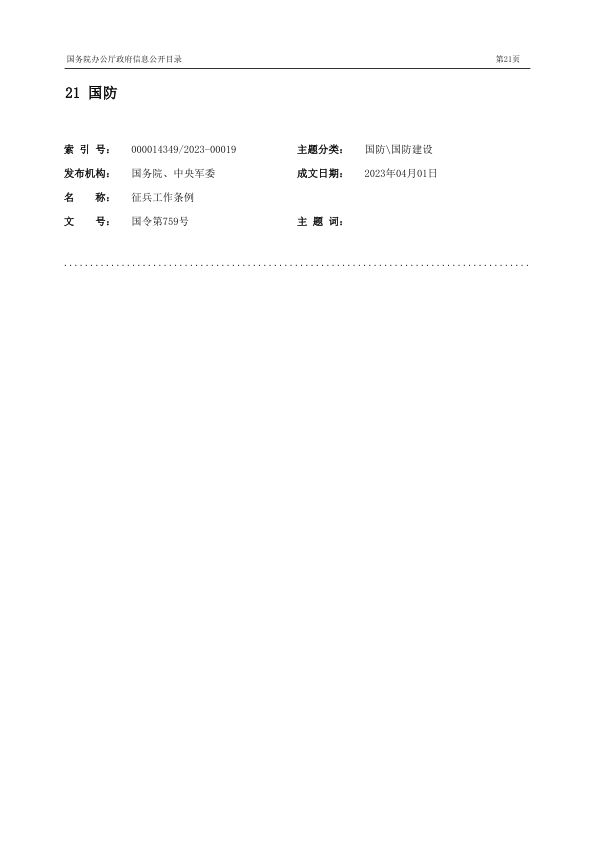 国务院办公厅政府信息公开目录 第21页
21 国防
索 引 号： 000014349/2023-00019 主题分类： 国防\国防建设
发布机构： 国务院、中央军委 成文日期： 2023年04月01日
名 称： 征兵工作条例
文 号： 国令第759号 主 题 词：